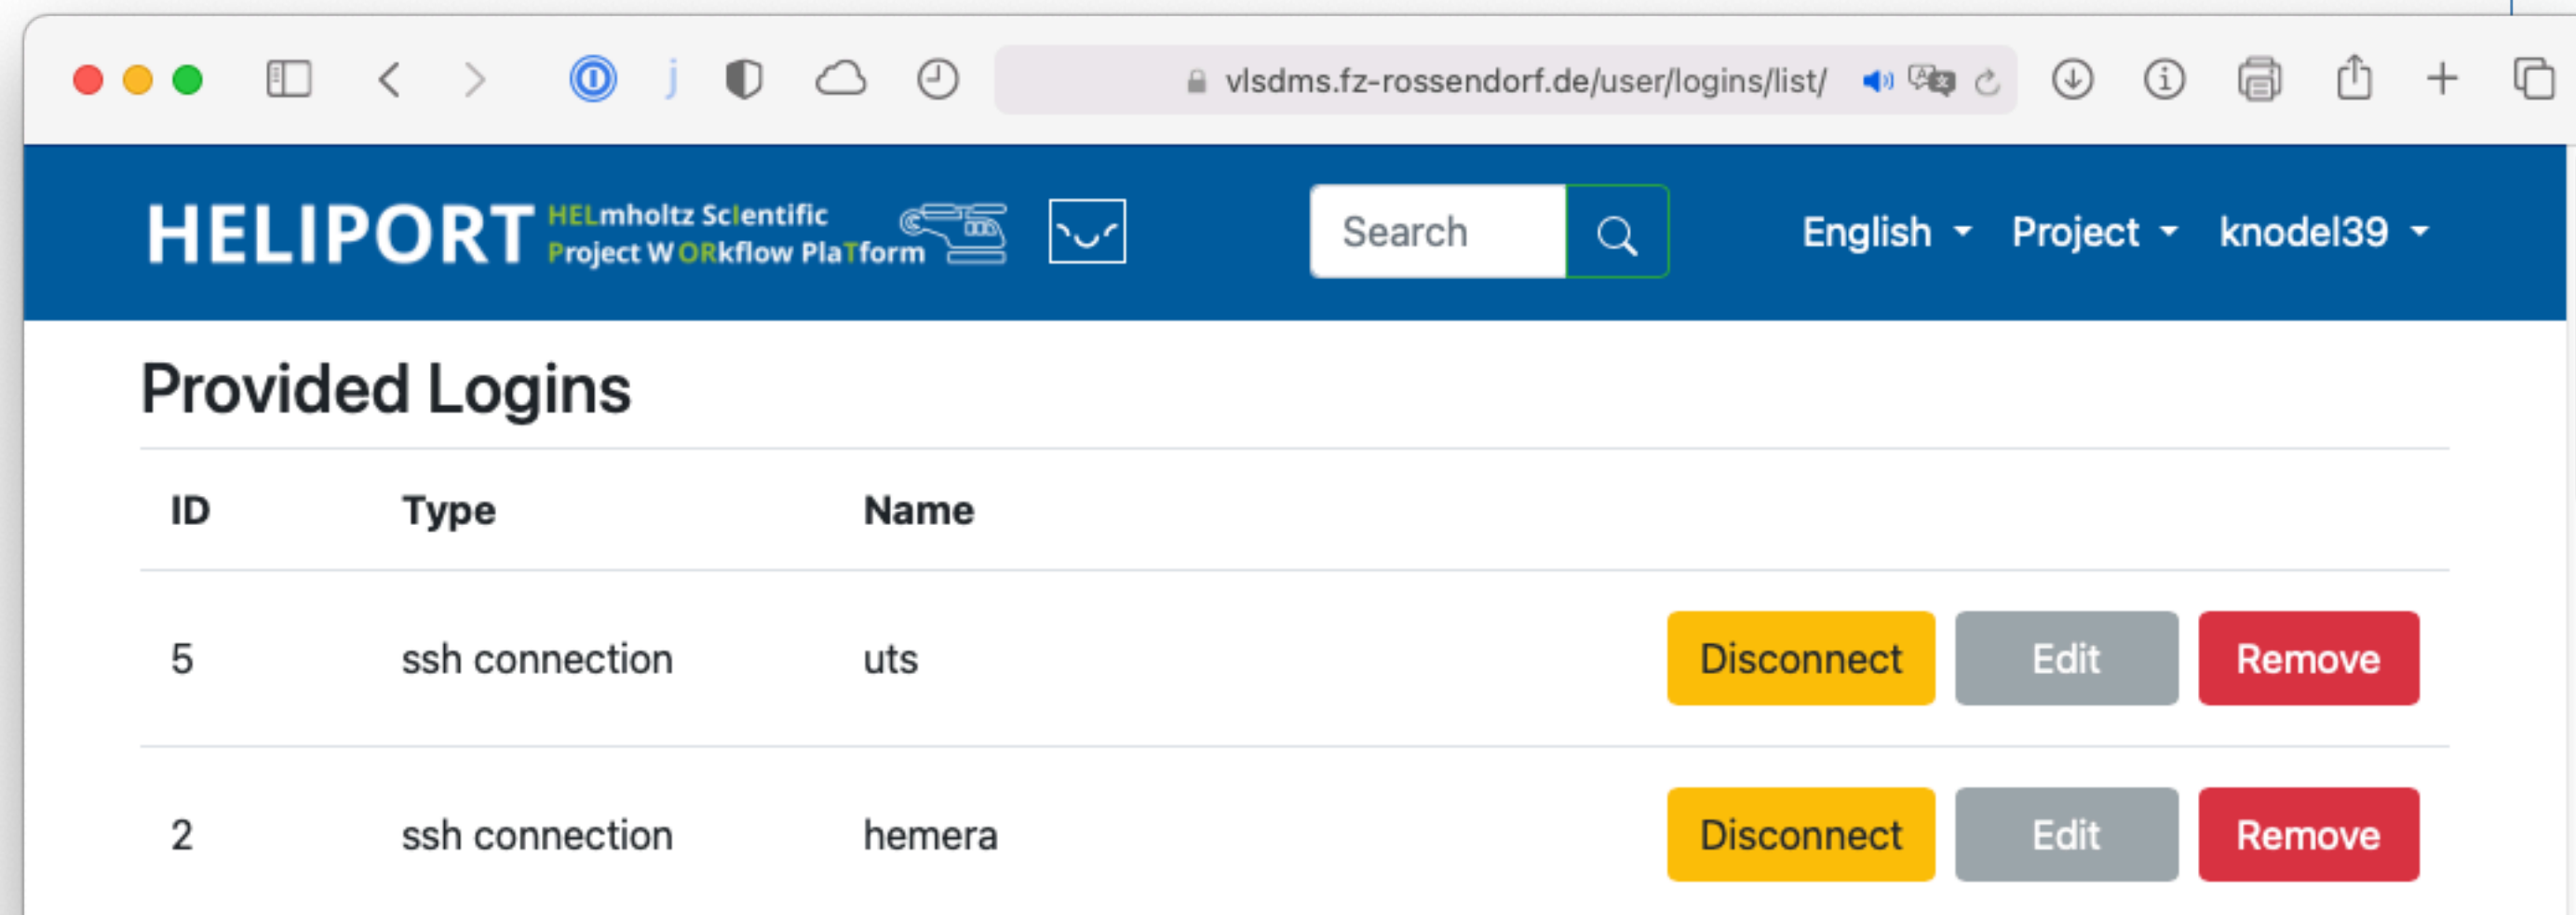 vlsdms.fz-rossendorf.de/user/logins/list/
HELIPORT HELmholtz ScIentific
Project WORkflow PlaTform
Search English Project knodel39
Provided Logins
ID Type Name
5 ssh connection uts Disconnect Edit Remove
2 ssh connection hemera Disconnect Edit Remove